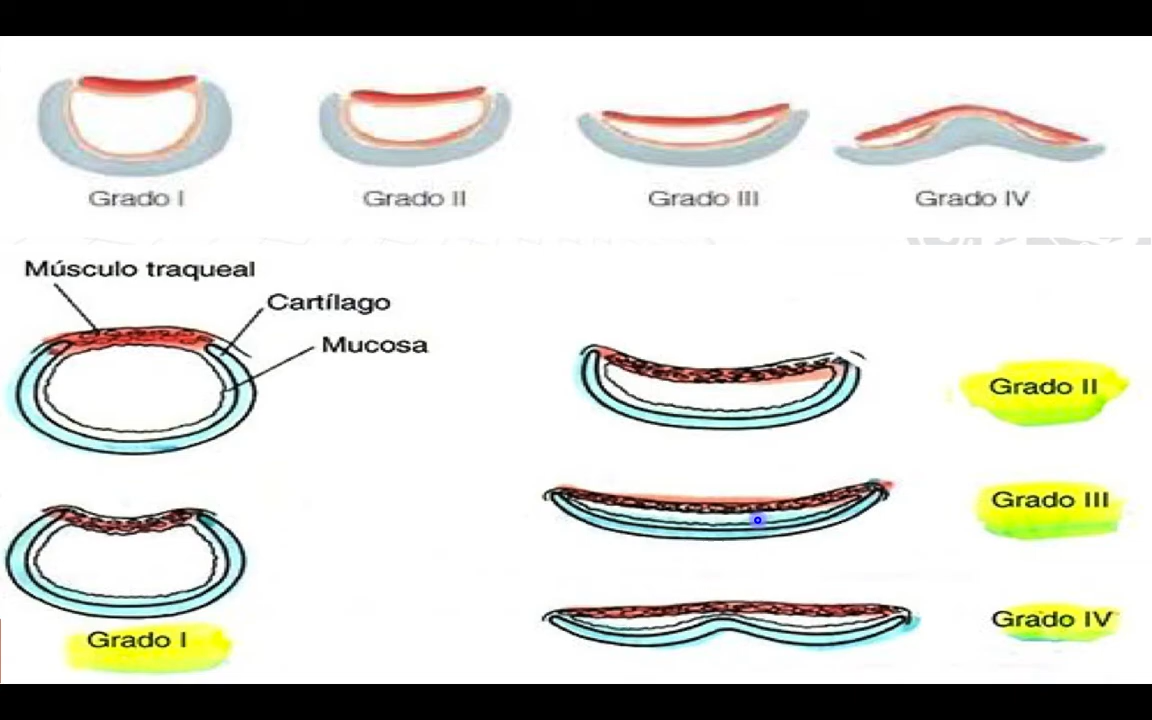 Grado I
Grado II
Grado III
Grado IV
Músculo traqueal
Cartílago
Mucosa
Grado II
Grado III
Grado IV
Grado I